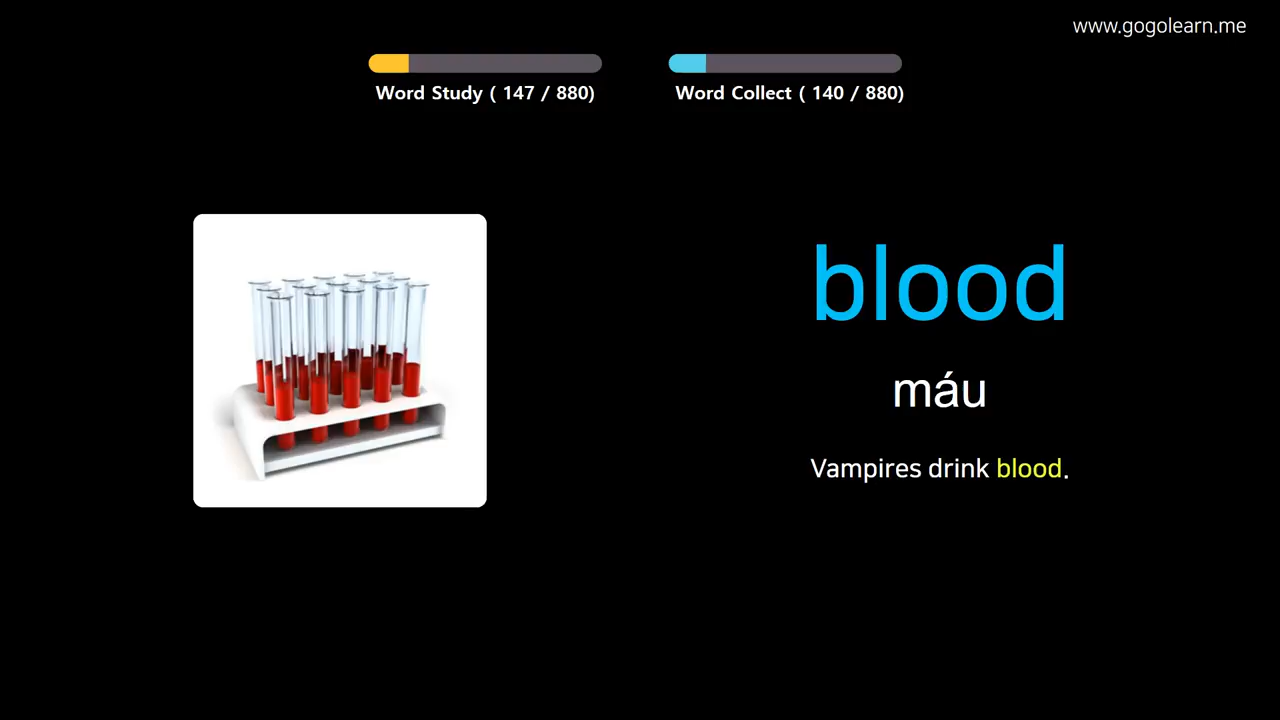 www.gogolearn.me
Word Study ( 147 / 880)
Word Collect ( 140 / 880)
blood
máu
Vampires drink blood.